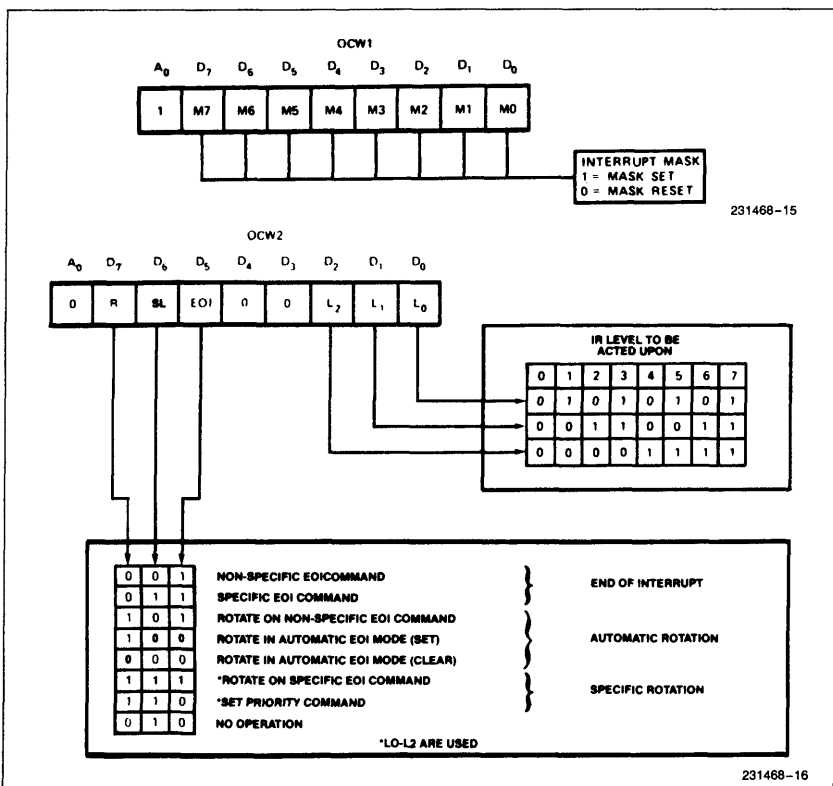 OCW1
A0 D7 D6 D5 D4 D3 D2 D1 D0
1 M7 M6 M5 M4 M3 M2 M1 M0
INTERRUPT MASK
1 = MASK SET
0 = MASK RESET
231468-15
OCW2
A0 D7 D6 D5 D4 D3 D2 D1 D0
0 R SL EOI 0 0 L2 L1 L0
IR LEVEL TO BE
ACTED UPON
0 1 2 3 4 5 6 7
0 1 0 1 0 1 0 1
0 0 1 1 0 0 1 1
0 0 0 0 1 1 1 1
0 0 1 NON-SPECIFIC EOICOMMAND
0 1 1 SPECIFIC EOI COMMAND
END OF INTERRUPT
1 0 1 ROTATE ON NON-SPECIFIC EOI COMMAND
1 0 0 ROTATE IN AUTOMATIC EOI MODE (SET)
0 0 0 ROTATE IN AUTOMATIC EOI MODE (CLEAR)
AUTOMATIC ROTATION
1 1 1 *ROTATE ON SPECIFIC EOI COMMAND
1 1 0 *SET PRIORITY COMMAND
SPECIFIC ROTATION
0 1 0 NO OPERATION
*LO-L2 ARE USED
231468-16